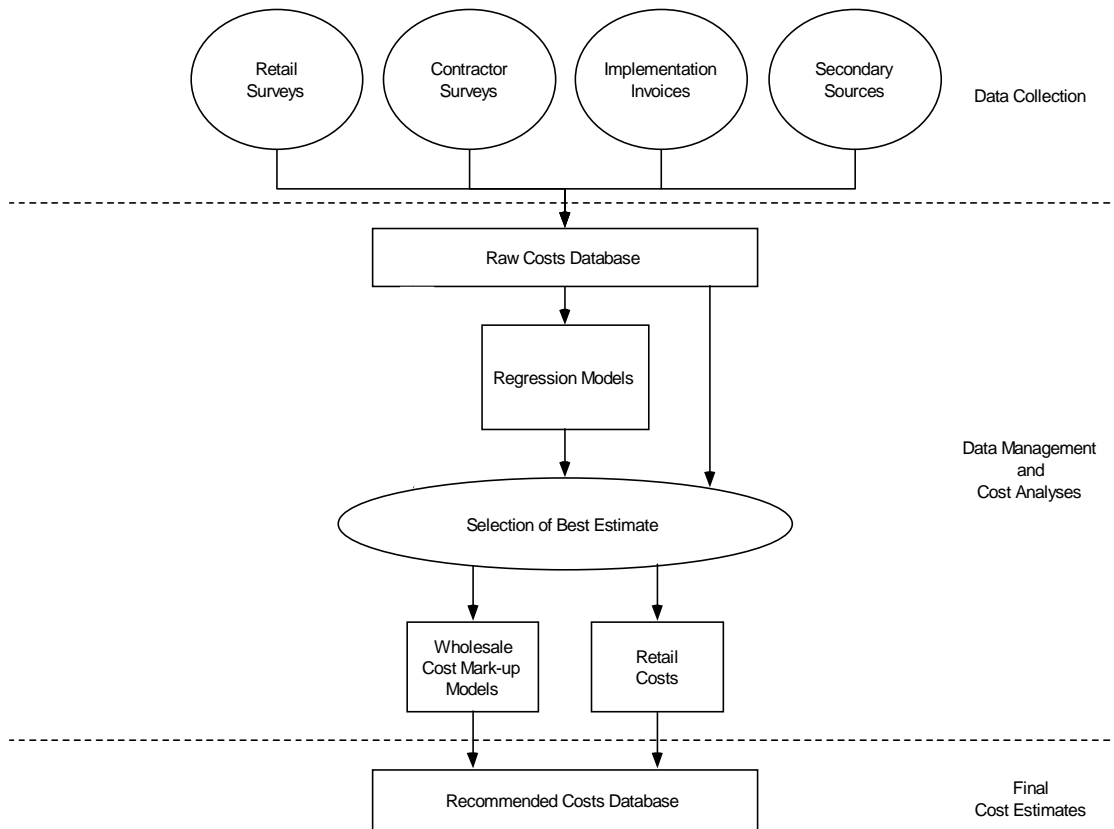 Retail
Surveys
Contractor
Surveys
Implementation
Invoices
Secondary
Sources
Data Collection
Raw Costs Database
Regression Models
Data Management
and
Cost Analyses
Selection of Best Estimate
Wholesale
Cost Mark-up
Models
Retail
Costs
Recommended Costs Database
Final
Cost Estimates